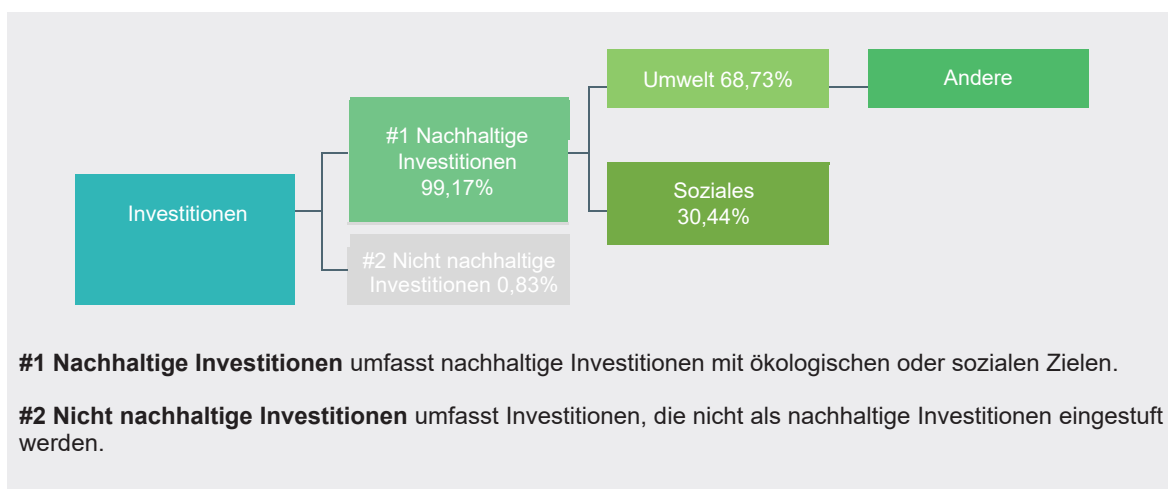 Umwelt 68,73%
Andere
#1 Nachhaltige
Investitionen
99,17%
Investitionen
Soziales
30,44%
#2 Nicht nachhaltige
Investitionen 0,83%
#1 Nachhaltige Investitionen umfasst nachhaltige Investitionen mit ökologischen oder sozialen Zielen.
#2 Nicht nachhaltige Investitionen umfasst Investitionen, die nicht als nachhaltige Investitionen eingestuft
werden.